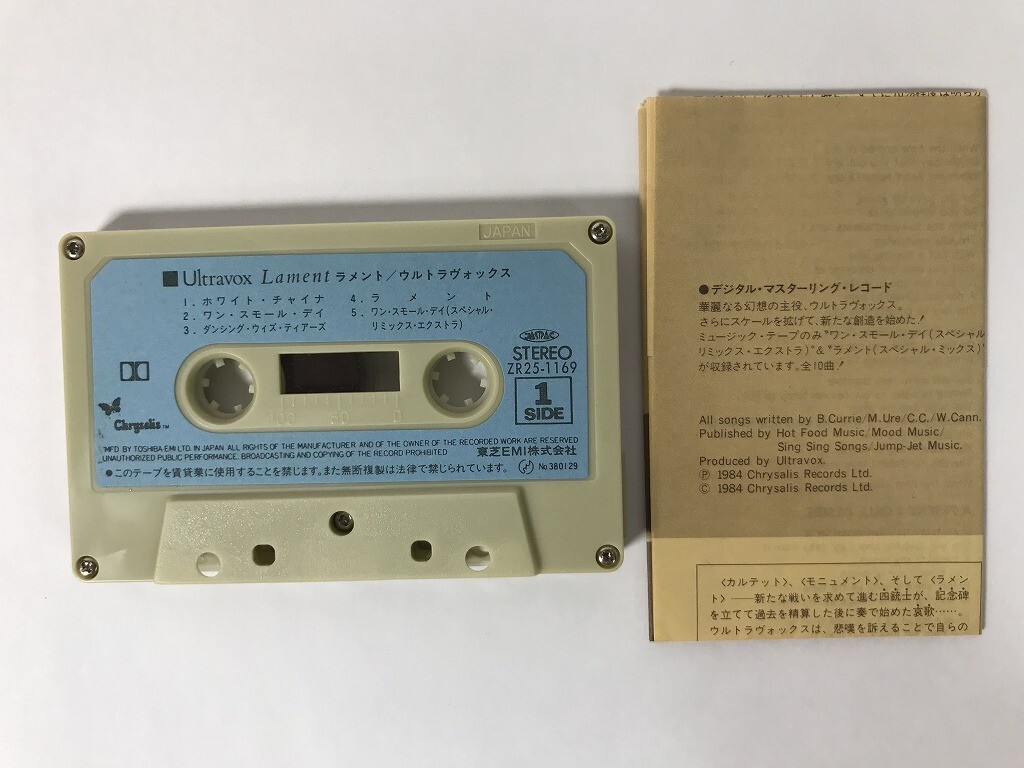 JAPAN
Ultravox Lament ラメント/ウルトラヴォックス
1. ホワイト・チャイナ
2. ワン・スモール・デイ
3. ダンシング・ウィズ・ティアーズ
4. ラメント
5. ワン・スモール・デイ(スペシャル・
リミックス・エクストラ)
STEREO
ZR25-1169
1
SIDE
Chrysalis TM
100 50 0
MFD BY TOSHIBA-EMI LTD. IN JAPAN. ALL RIGHTS OF THE MANUFACTURER AND OF THE OWNER OF THE RECORDED WORK ARE RESERVED
UNAUTHORIZED PUBLIC PERFORMANCE, BROADCASTING AND COPYING OF THE RECORD PROHIBITED
東芝EMI株式会社
●このテープを賃貸業に使用することを禁じます。また無断複製は法律で禁じられています。
No.380129
●デジタル・マスターリング・レコード
華麗なる幻想の主役、ウルトラヴォックス。
さらにスケールを拡げて、新たな創造を始めた!
ミュージック・テープのみ"ワン・スモール・デイ(スペシャル
リミックス・エクストラ)"&"ラメント(スペシャル・ミックス)"
が収録されています。全10曲!
All songs written by B.Currie/M.Ure/C.C./W.Cann.
Published by Hot Food Music/Mood Music/
Sing Sing Songs/Jump-Jet Music.
Produced by Ultravox.
Ⓟ 1984 Chrysalis Records Ltd.
© 1984 Chrysalis Records Ltd.
〈カルテット〉、〈モニュメント〉、そして〈ラメン
ト〉――新たな戦いを求めて進む四銃士が、記念碑
を立てて過去を精算した後に奏で始めた哀歌……。
ウルトラヴォックスは、悲嘆を訴えることで自らの